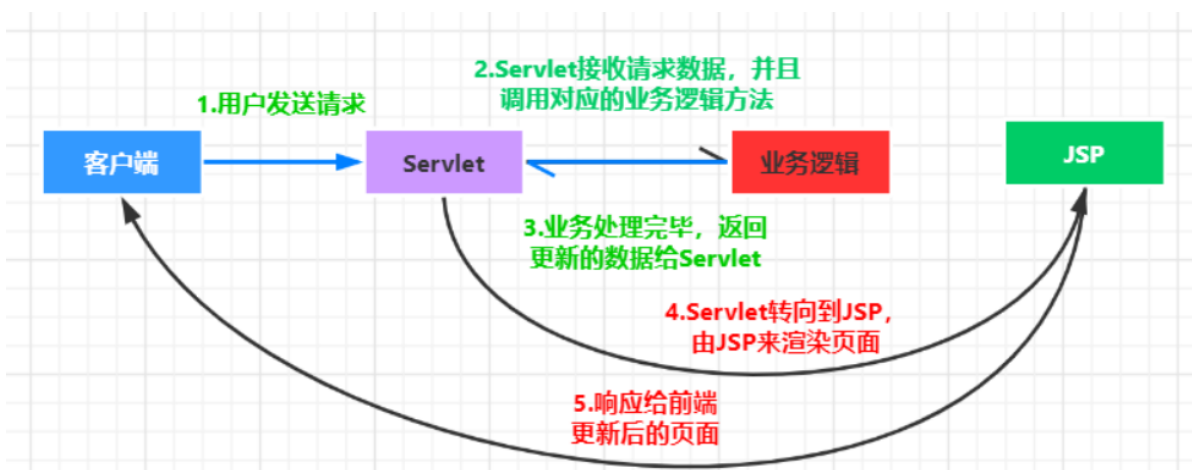 2.Servlet接收请求数据，并且
调用对应的业务逻辑方法
1.用户发送请求
客户端
Servlet
业务逻辑
JSP
3.业务处理完毕，返回
更新的数据给Servlet
4.Servlet转向到JSP，
由JSP来渲染页面
5.响应给前端
更新后的页面